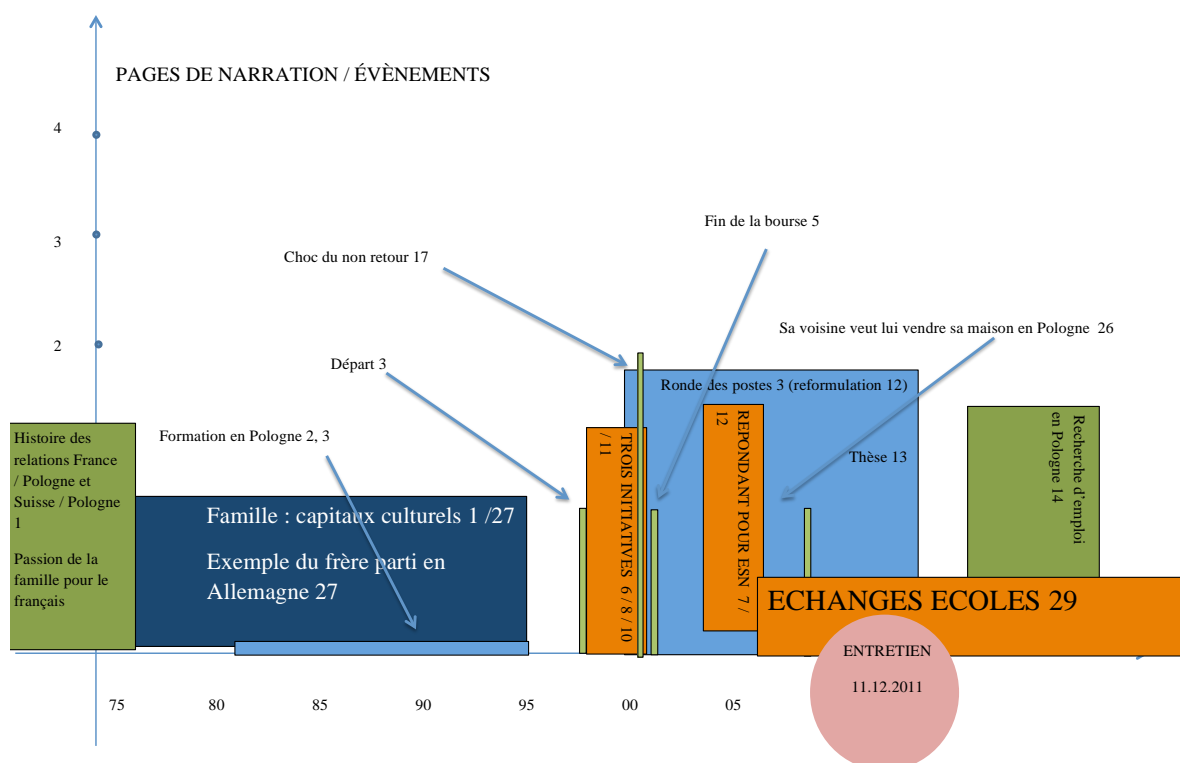 PAGES DE NARRATION / ÉVÈNEMENTS
4
3
2
Fin de la bourse 5
Choc du non retour 17
Sa voisine veut lui vendre sa maison en Pologne 26
Départ 3
Ronde des postes 3 (reformulation 12)
Formation en Pologne 2, 3
Histoire des
relations France
/ Pologne et
Suisse / Pologne
1
Passion de la
famille pour le
français
Famille : capitaux culturels 1 /27
Exemple du frère parti en
Allemagne 27
TROIS INITIATIVES 6 / 8 / 10
/ 11
REPONDANT POUR ESN 7 /
12
Thèse 13
Recherche d'emploi
en Pologne 14
ECHANGES ECOLES 29
ENTRETIEN
11.12.2011
75
80
85
90
95
00
05